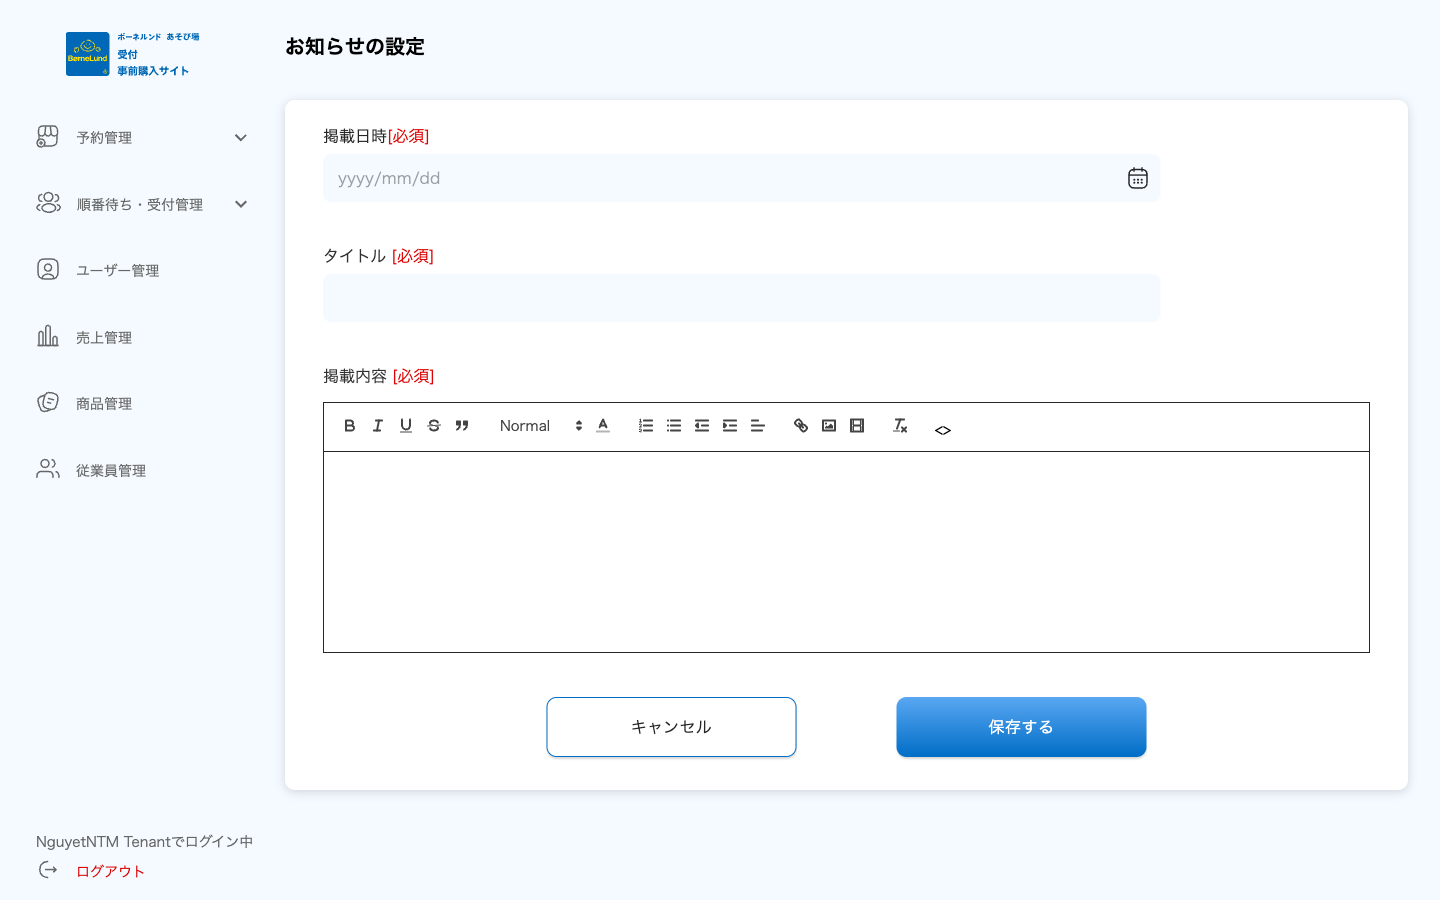 ボーネルンド あそび場
受付
事前購入サイト
BørneLund
お知らせの設定
予約管理
順番待ち・受付管理
ユーザー管理
売上管理
商品管理
従業員管理
掲載日時[必須]
yyyy/mm/dd
タイトル [必須]
掲載内容 [必須]
Normal
キャンセル
保存する
NguyetNTM Tenantでログイン中
ログアウト